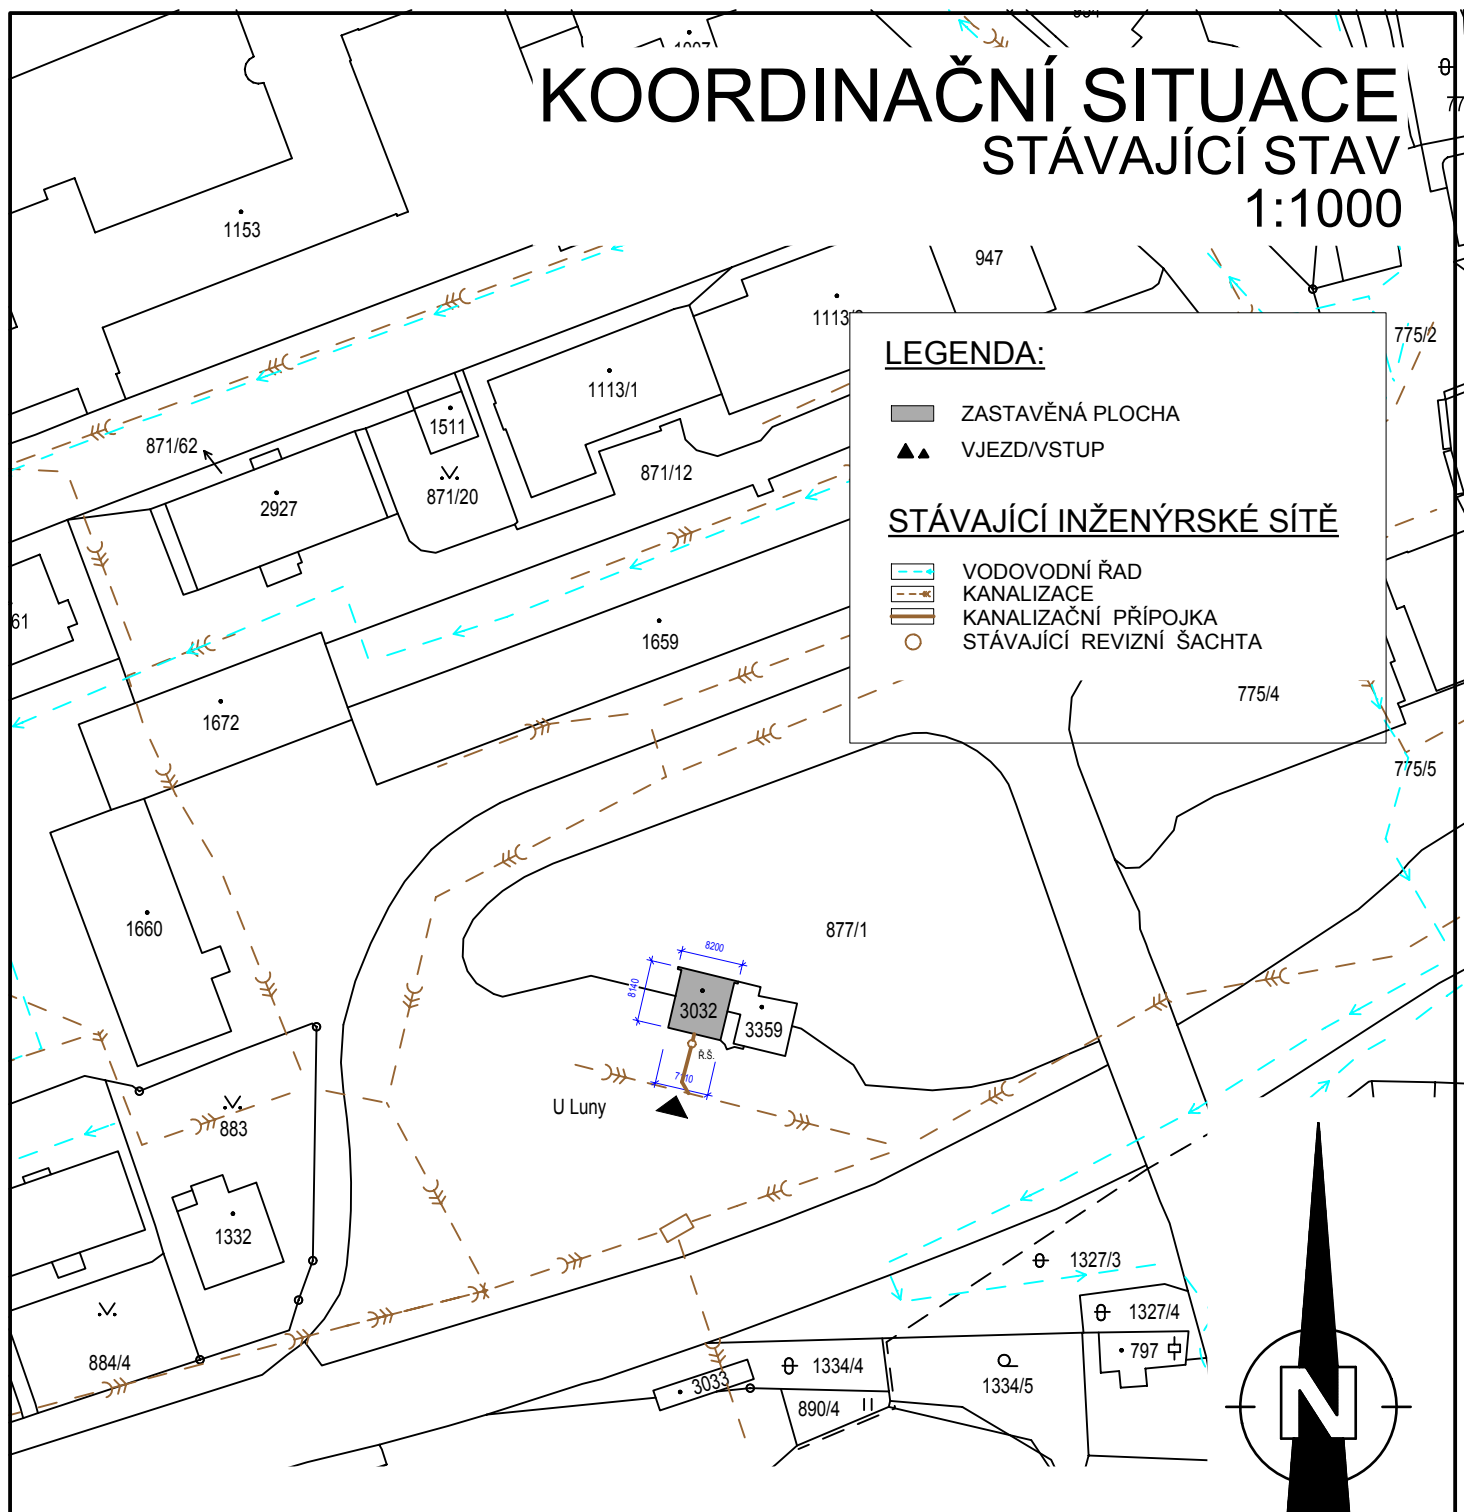 KOORDINAČNÍ SITUACE
STÁVAJÍCÍ STAV
1:1000
1153
947
1113/1
775/2
LEGENDA:
ZASTAVĚNÁ PLOCHA
VJEZD/VSTUP
STÁVAJÍCÍ INŽENÝRSKÉ SÍTĚ
VODOVODNÍ ŘAD
KANALIZACE
KANALIZAČNÍ PŘÍPOJKA
STÁVAJÍCÍ REVIZNÍ ŠACHTA
1511
871/62
871/12
871/20
2927
61
1659
775/4
1672
775/5
1660
877/1
8200
8140
3032
3359
Ř.Š.
7110
U Luny
883
1332
1327/3
1327/4
797
884/4
3033
1334/4
1334/5
890/4
N